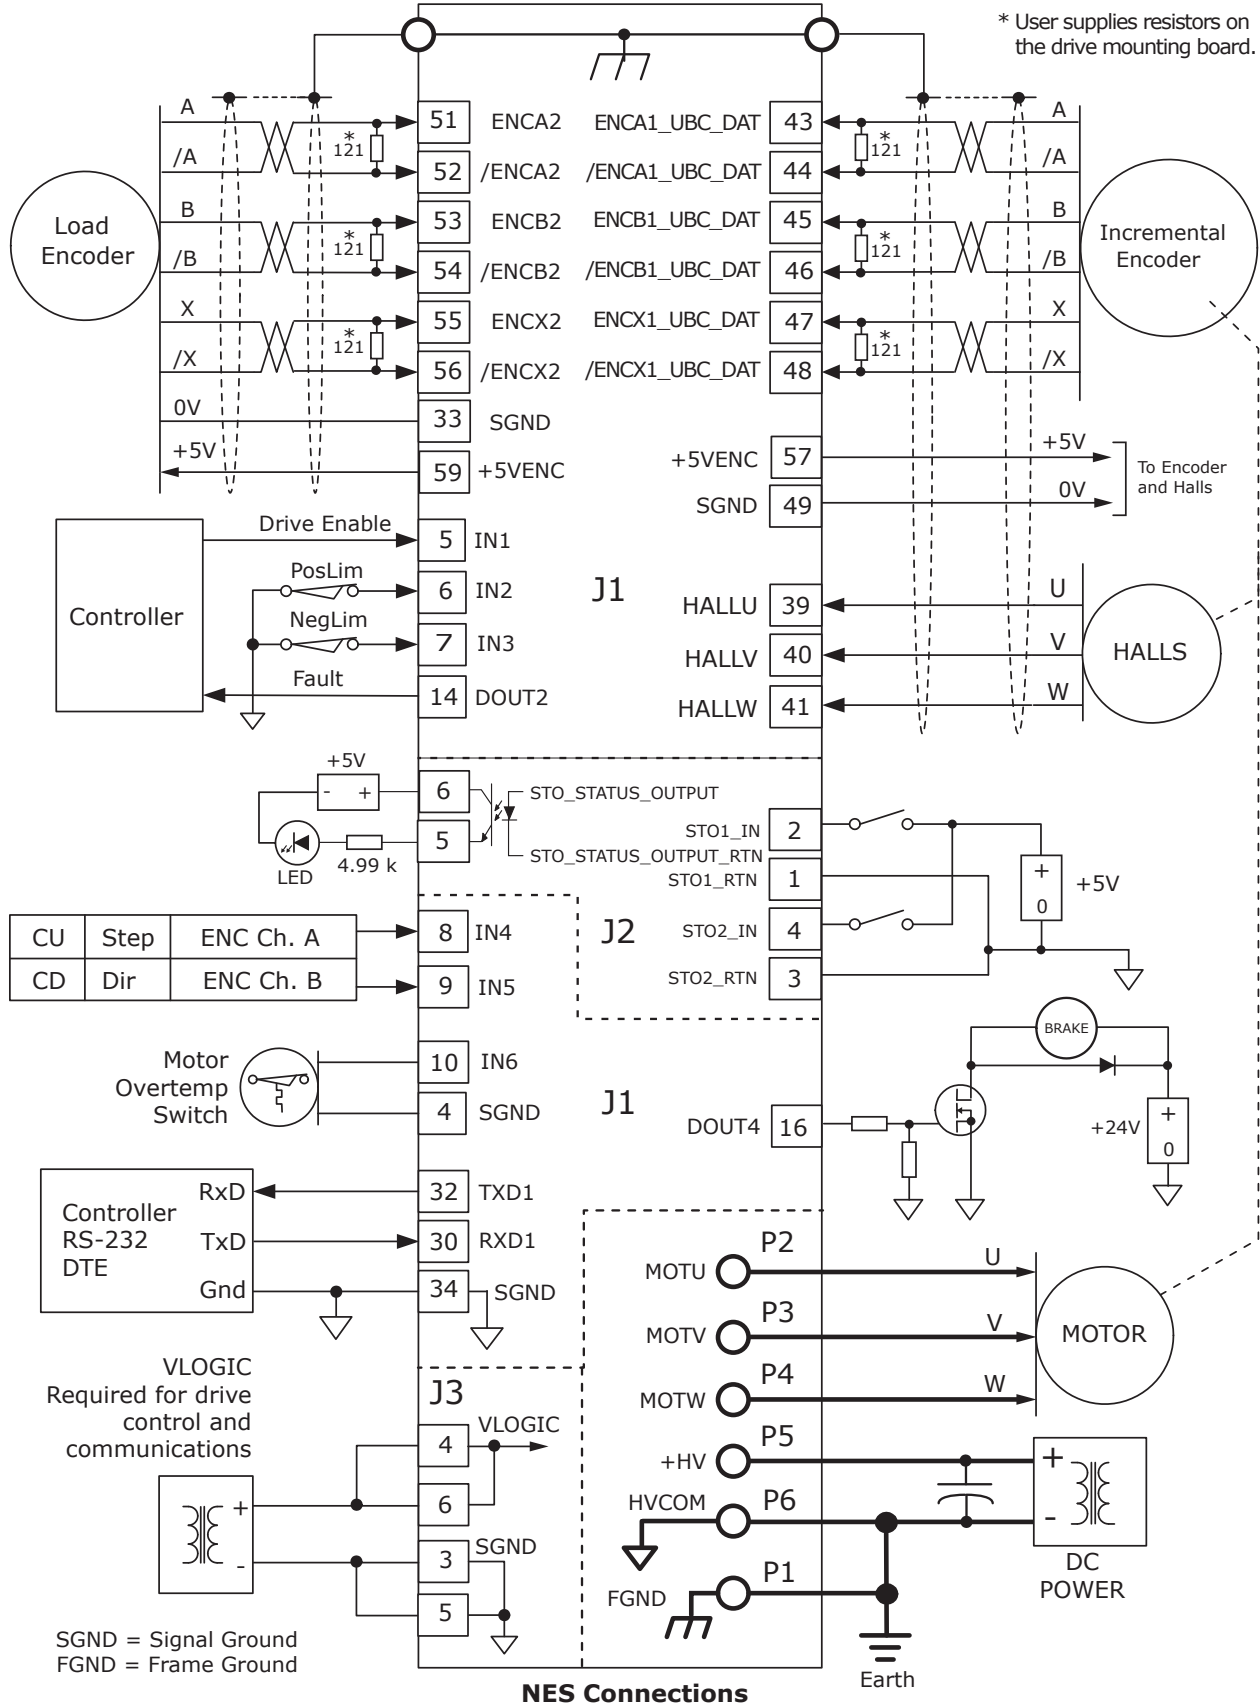 * User supplies resistors on
the drive mounting board.
A
51 ENCA2
*
121
/A
52 /ENCA2
B
53 ENCB2
*
121
/B
54 /ENCB2
X
55 ENCX2
*
121
/X
56 /ENCX2
0V
33 SGND
+5V
59 +5VENC
Load
Encoder
ENCA1_UBC_DAT 43
A
*
121
/ENCA1_UBC_DAT 44
/A
ENCB1_UBC_DAT 45
B
*
121
/ENCB1_UBC_DAT 46
/B
ENCX1_UBC_DAT 47
X
*
121
/ENCX1_UBC_DAT 48
/X
Incremental
Encoder
+5VENC 57
+5V
SGND 49
0V
To Encoder
and Halls
Controller
Drive Enable
5 IN1
PosLim
6 IN2
NegLim
7 IN3
Fault
14 DOUT2
J1
HALLU 39
U
HALLV 40
V
HALLW 41
W
HALLS
+5V
- +
6 STO_STATUS_OUTPUT
5 STO_STATUS_OUTPUT_RTN
LED
4.99 k
STO1_IN 2
STO1_RTN 1
STO2_IN 4
STO2_RTN 3
+
0
+5V
J2
CU Step ENC Ch. A
8 IN4
CD Dir ENC Ch. B
9 IN5
Motor
Overtemp
Switch
10 IN6
4 SGND
J1
DOUT4 16
BRAKE
+24V
+
0
Controller
RS-232
DTE
RxD
32 TXD1
TxD
30 RXD1
Gnd
34 SGND
P2
MOTU
U
P3
MOTV
V
P4
MOTW
W
MOTOR
VLOGIC
Required for drive
control and
communications
+
-
J3
4 VLOGIC
6
3 SGND
5
P5
+HV
P6
HVCOM
P1
FGND
+
-
DC
POWER
Earth
SGND = Signal Ground
FGND = Frame Ground
NES Connections